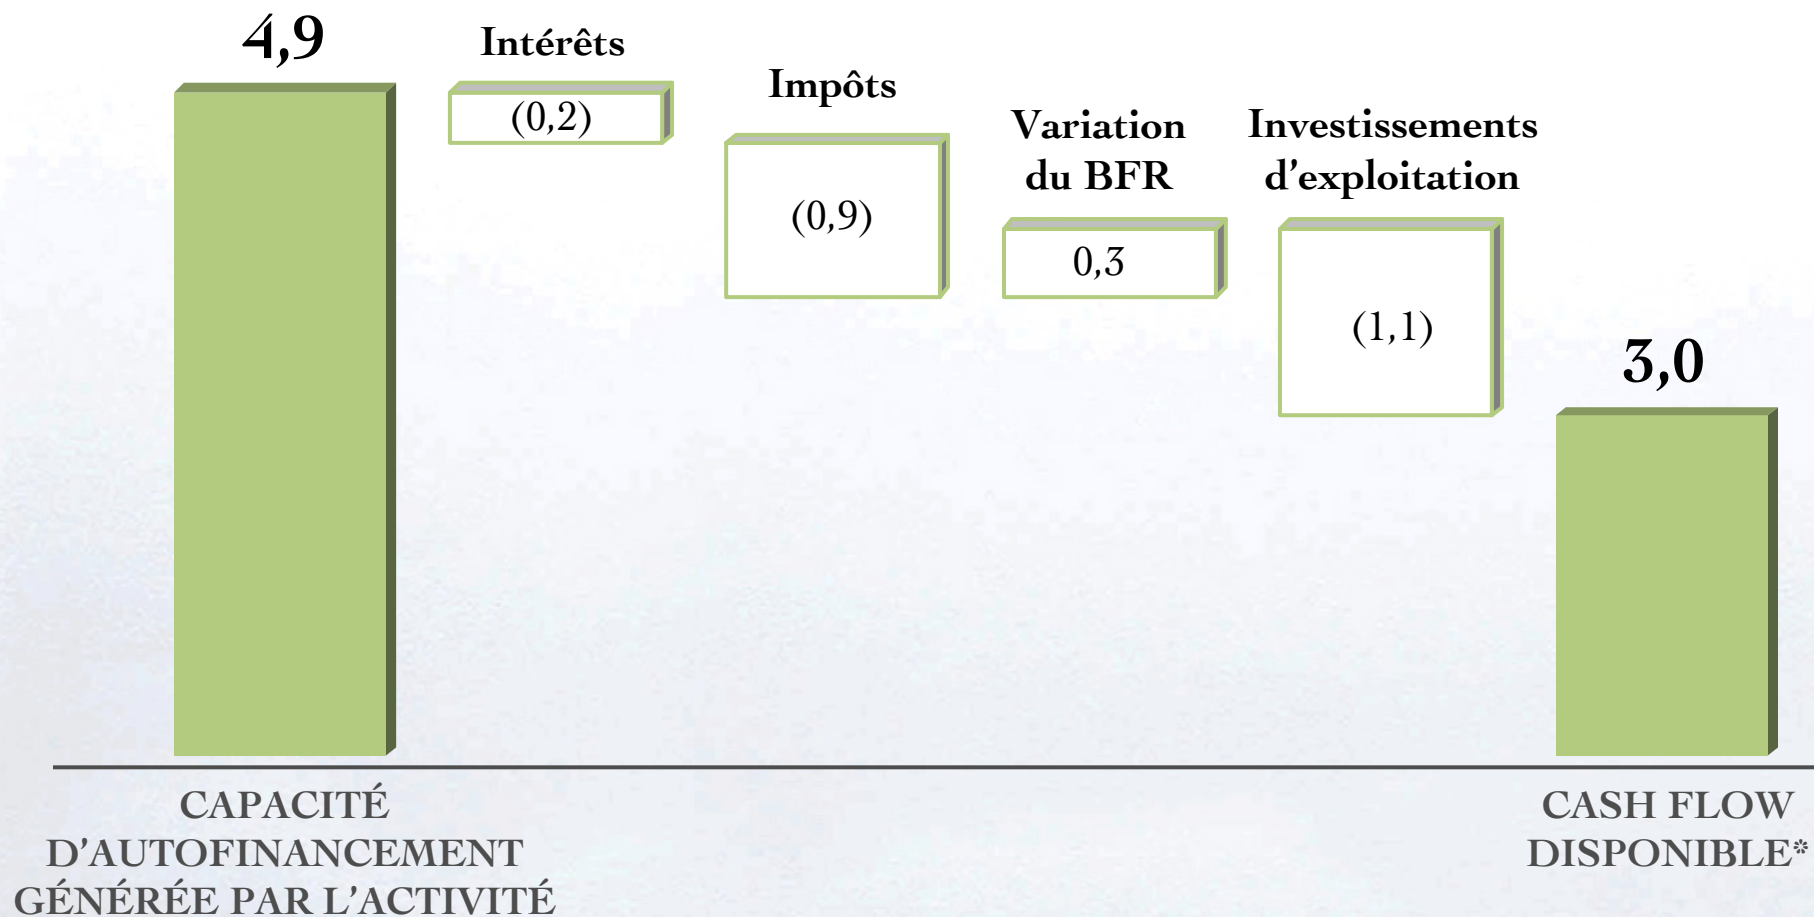 4,9
Intérêts
(0,2)
Impôts
(0,9)
Variation
du BFR
0,3
Investissements
d’exploitation
(1,1)
3,0
CAPACITÉ
D’AUTOFINANCEMENT
GÉNÉRÉE PAR L’ACTIVITÉ
CASH FLOW
DISPONIBLE*